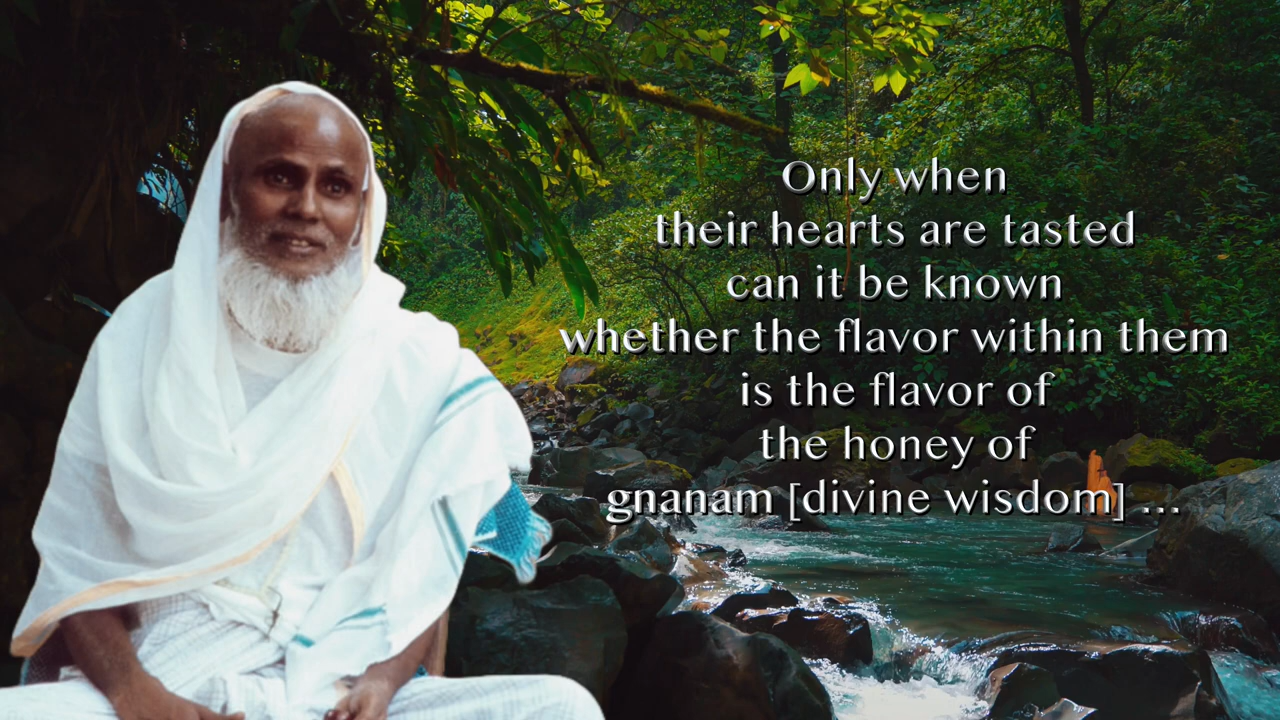 Only when
their hearts are tasted
can it be known
whether the flavor within them
is the flavor of
the honey of
gnanam [divine wisdom] ...